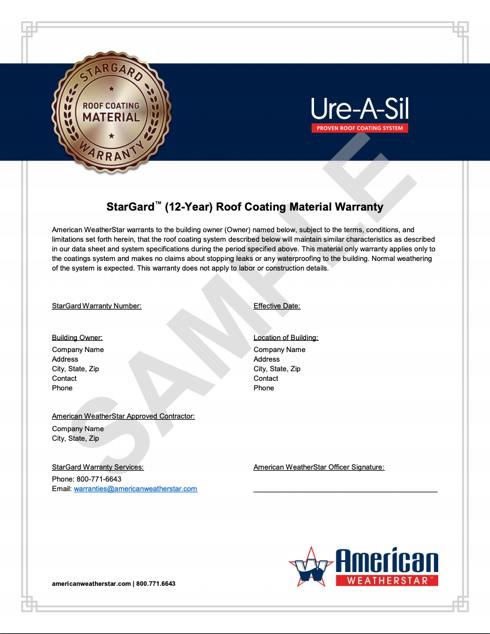 STARGARD
ROOF COATING
MATERIAL
WARRANTY
Ure-A-Sil
PROVEN ROOF COATING SYSTEM
SAMPLE
StarGard™ (12-Year) Roof Coating Material Warranty
American WeatherStar warrants to the building owner (Owner) named below, subject to the terms, conditions, and
limitations set forth herein, that the roof coating system described below will maintain similar characteristics as described
in our data sheet and system specifications during the period specified above. This material only warranty applies only to
the coatings system and makes no claims about stopping leaks or any waterproofing to the building. Normal weathering
of the system is expected. This warranty does not apply to labor or construction details.
StarGard Warranty Number:
Effective Date:
Building Owner:
Company Name
Address
City, State, Zip
Contact
Phone
Location of Building:
Company Name
Address
City, State, Zip
Contact
Phone
American WeatherStar Approved Contractor:
Company Name
City, State, Zip
StarGard Warranty Services:
Phone: 800-771-6643
Email: warranties@americanweatherstar.com
American WeatherStar Officer Signature:
americanweatherstar.com | 800.771.6643
American
WEATHERSTAR™